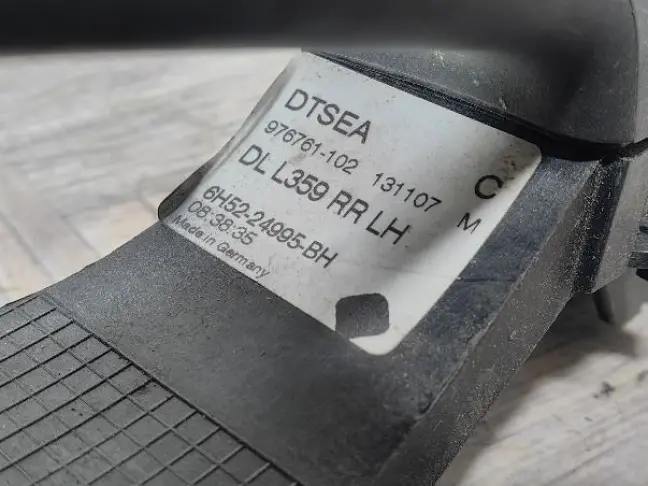 DTSEA
976761-102 131107 C
DL L359 RR LH M
6H52-24995-BH
08:38:35
Made in Germany